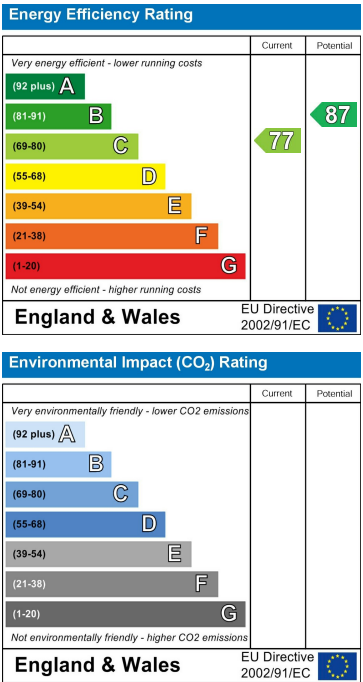 Energy Efficiency Rating
Current Potential
Very energy efficient - lower running costs
(92 plus) A
(81-91) B
(69-80) C
(55-68) D
(39-54) E
(21-38) F
(1-20) G
77
87
Not energy efficient - higher running costs
England & Wales
EU Directive
2002/91/EC
Environmental Impact (CO₂) Rating
Current Potential
Very environmentally friendly - lower CO2 emissions
(92 plus) A
(81-91) B
(69-80) C
(55-68) D
(39-54) E
(21-38) F
(1-20) G
Not environmentally friendly - higher CO2 emissions
England & Wales
EU Directive
2002/91/EC